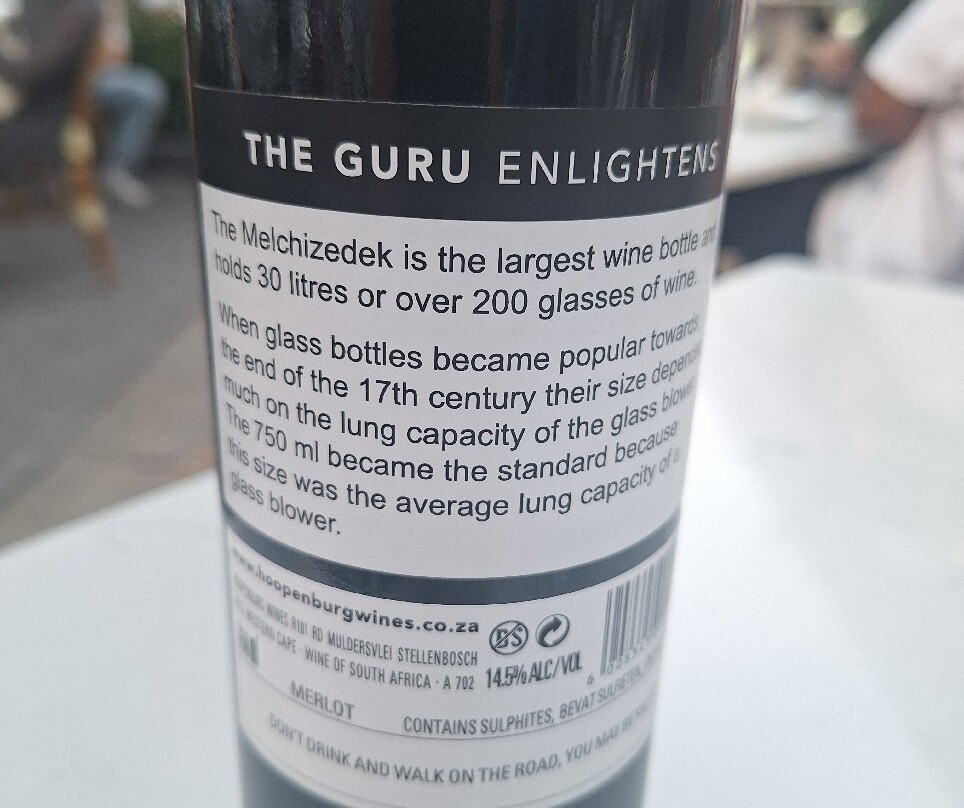 THE GURU ENLIGHTENS
The Melchizedek is the largest wine bottle
holds 30 litres or over 200 glasses of wine.
When glass bottles became popular towards
the end of the 17th century their size
much on the lung capacity of the glass
The 750 ml became the standard because
this size was the average lung capacity of a
glass blower.
www.hoopenburgwines.co.za
WINES R101 RD MULDERSVLEI STELLENBOSCH
CAPE · WINE OF SOUTH AFRICA · A 702
14.5% ALC/VOL
MERLOT
CONTAINS SULPHITES, BEVAT
DON'T DRINK AND WALK ON THE ROAD, YOU MAY BE